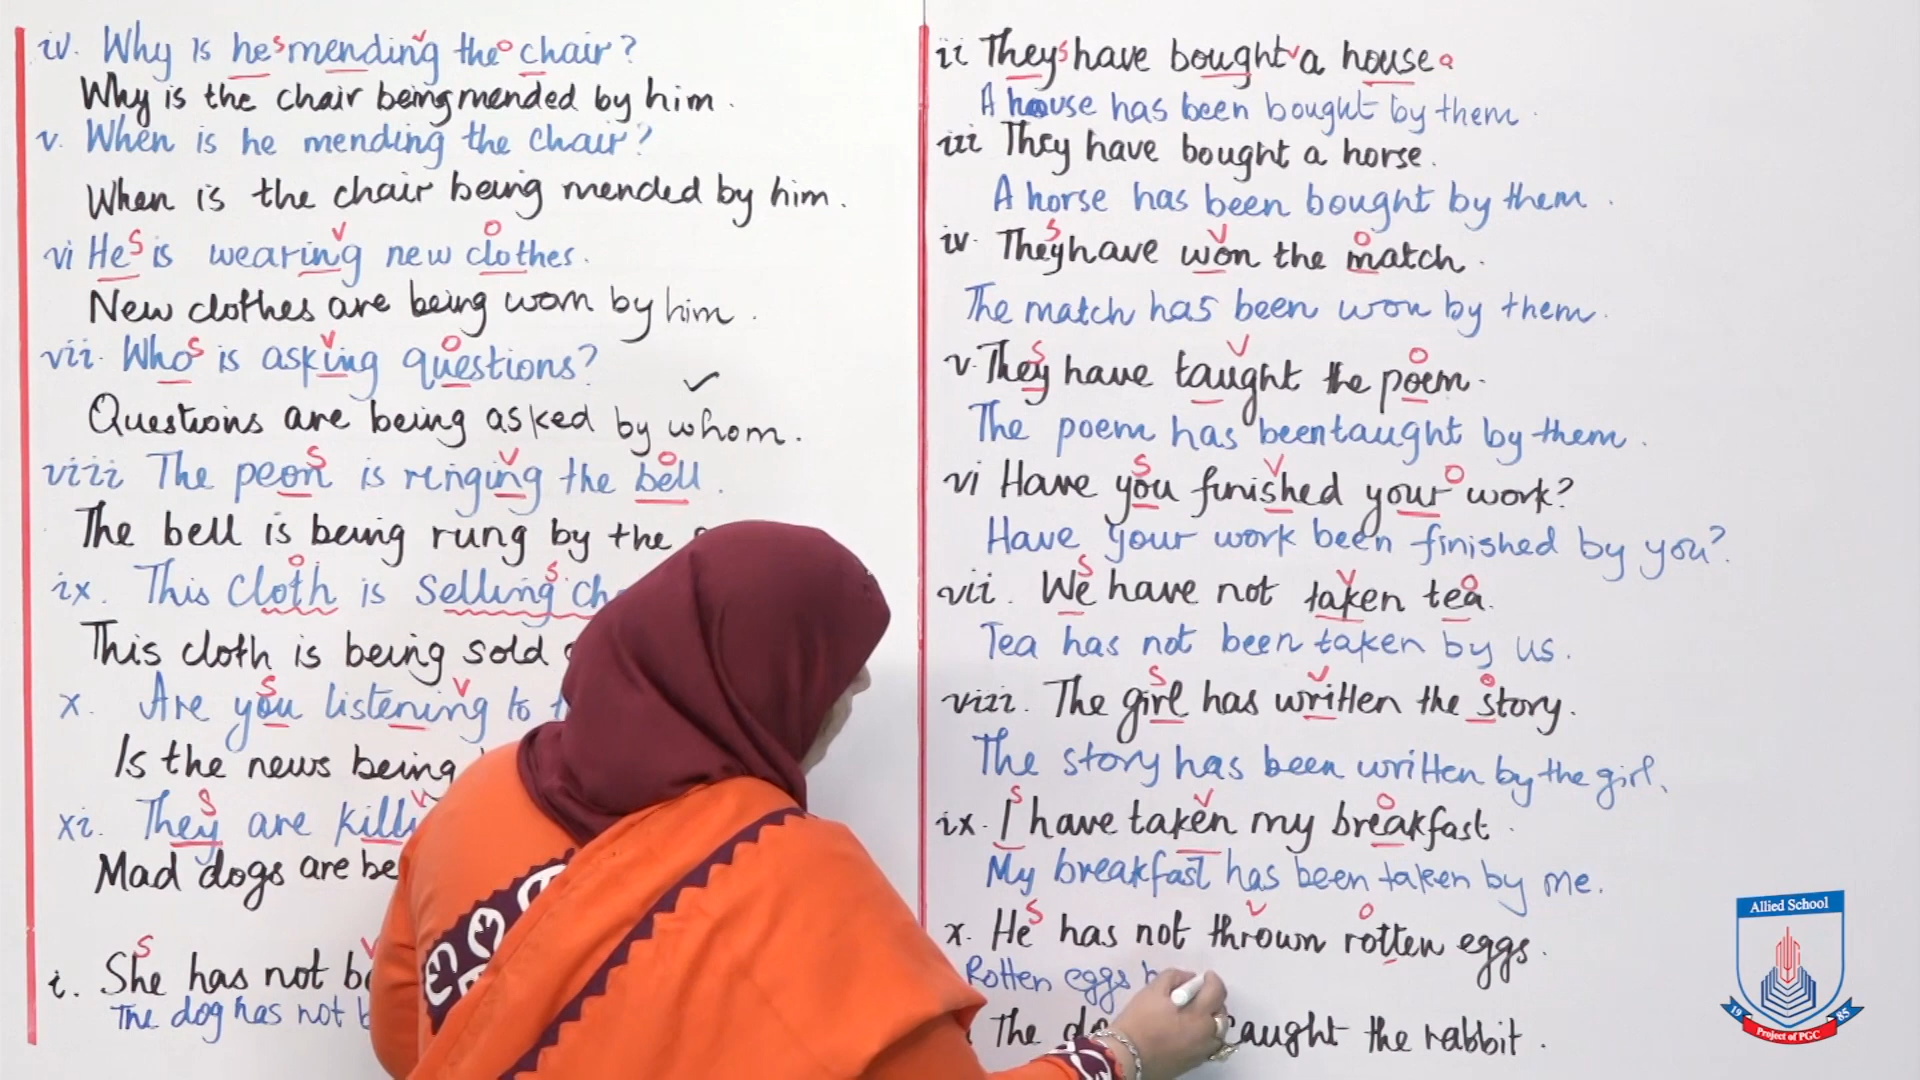 iv. Why is he s mending v the o chair?
Why is the chair being mended by him.
v. When is he mending the chair?
When is the chair being mended by him.
S V O
vi He is wearing new clothes.
New clothes are being worn by him.
S V O
vii. Who is asking questions?
Questions are being asked by whom.
S V O
viii The peon is ringing the bell.
The bell is being rung by the
O S.
ix. This cloth is selling
This cloth is being sold
S V
x. Are you listening to
Is the news being
S V
xi. They are
Mad dogs are
S V
i. She has not
The dog has not
ii They s have bought v a house o
A house has been bought by them.
iii They have bought a horse.
A horse has been bought by them.
S V O
iv. They have won the match.
The match has been won by them.
S V O
v. They have taught the poem.
The poem has been taught by them.
S V O
vi Have you finished your work?
Have your work been finished by you?
S V O
vii. We have not taken tea.
Tea has not been taken by us.
S V O
viii. The girl has written the story.
The story has been written by the girl.
S V O
ix. I have taken my breakfast.
My breakfast has been taken by me.
S V O
x. He has not thrown rotten eggs.
Rotten eggs
The caught the rabbit.
Allied School
19 85
Project of PGC